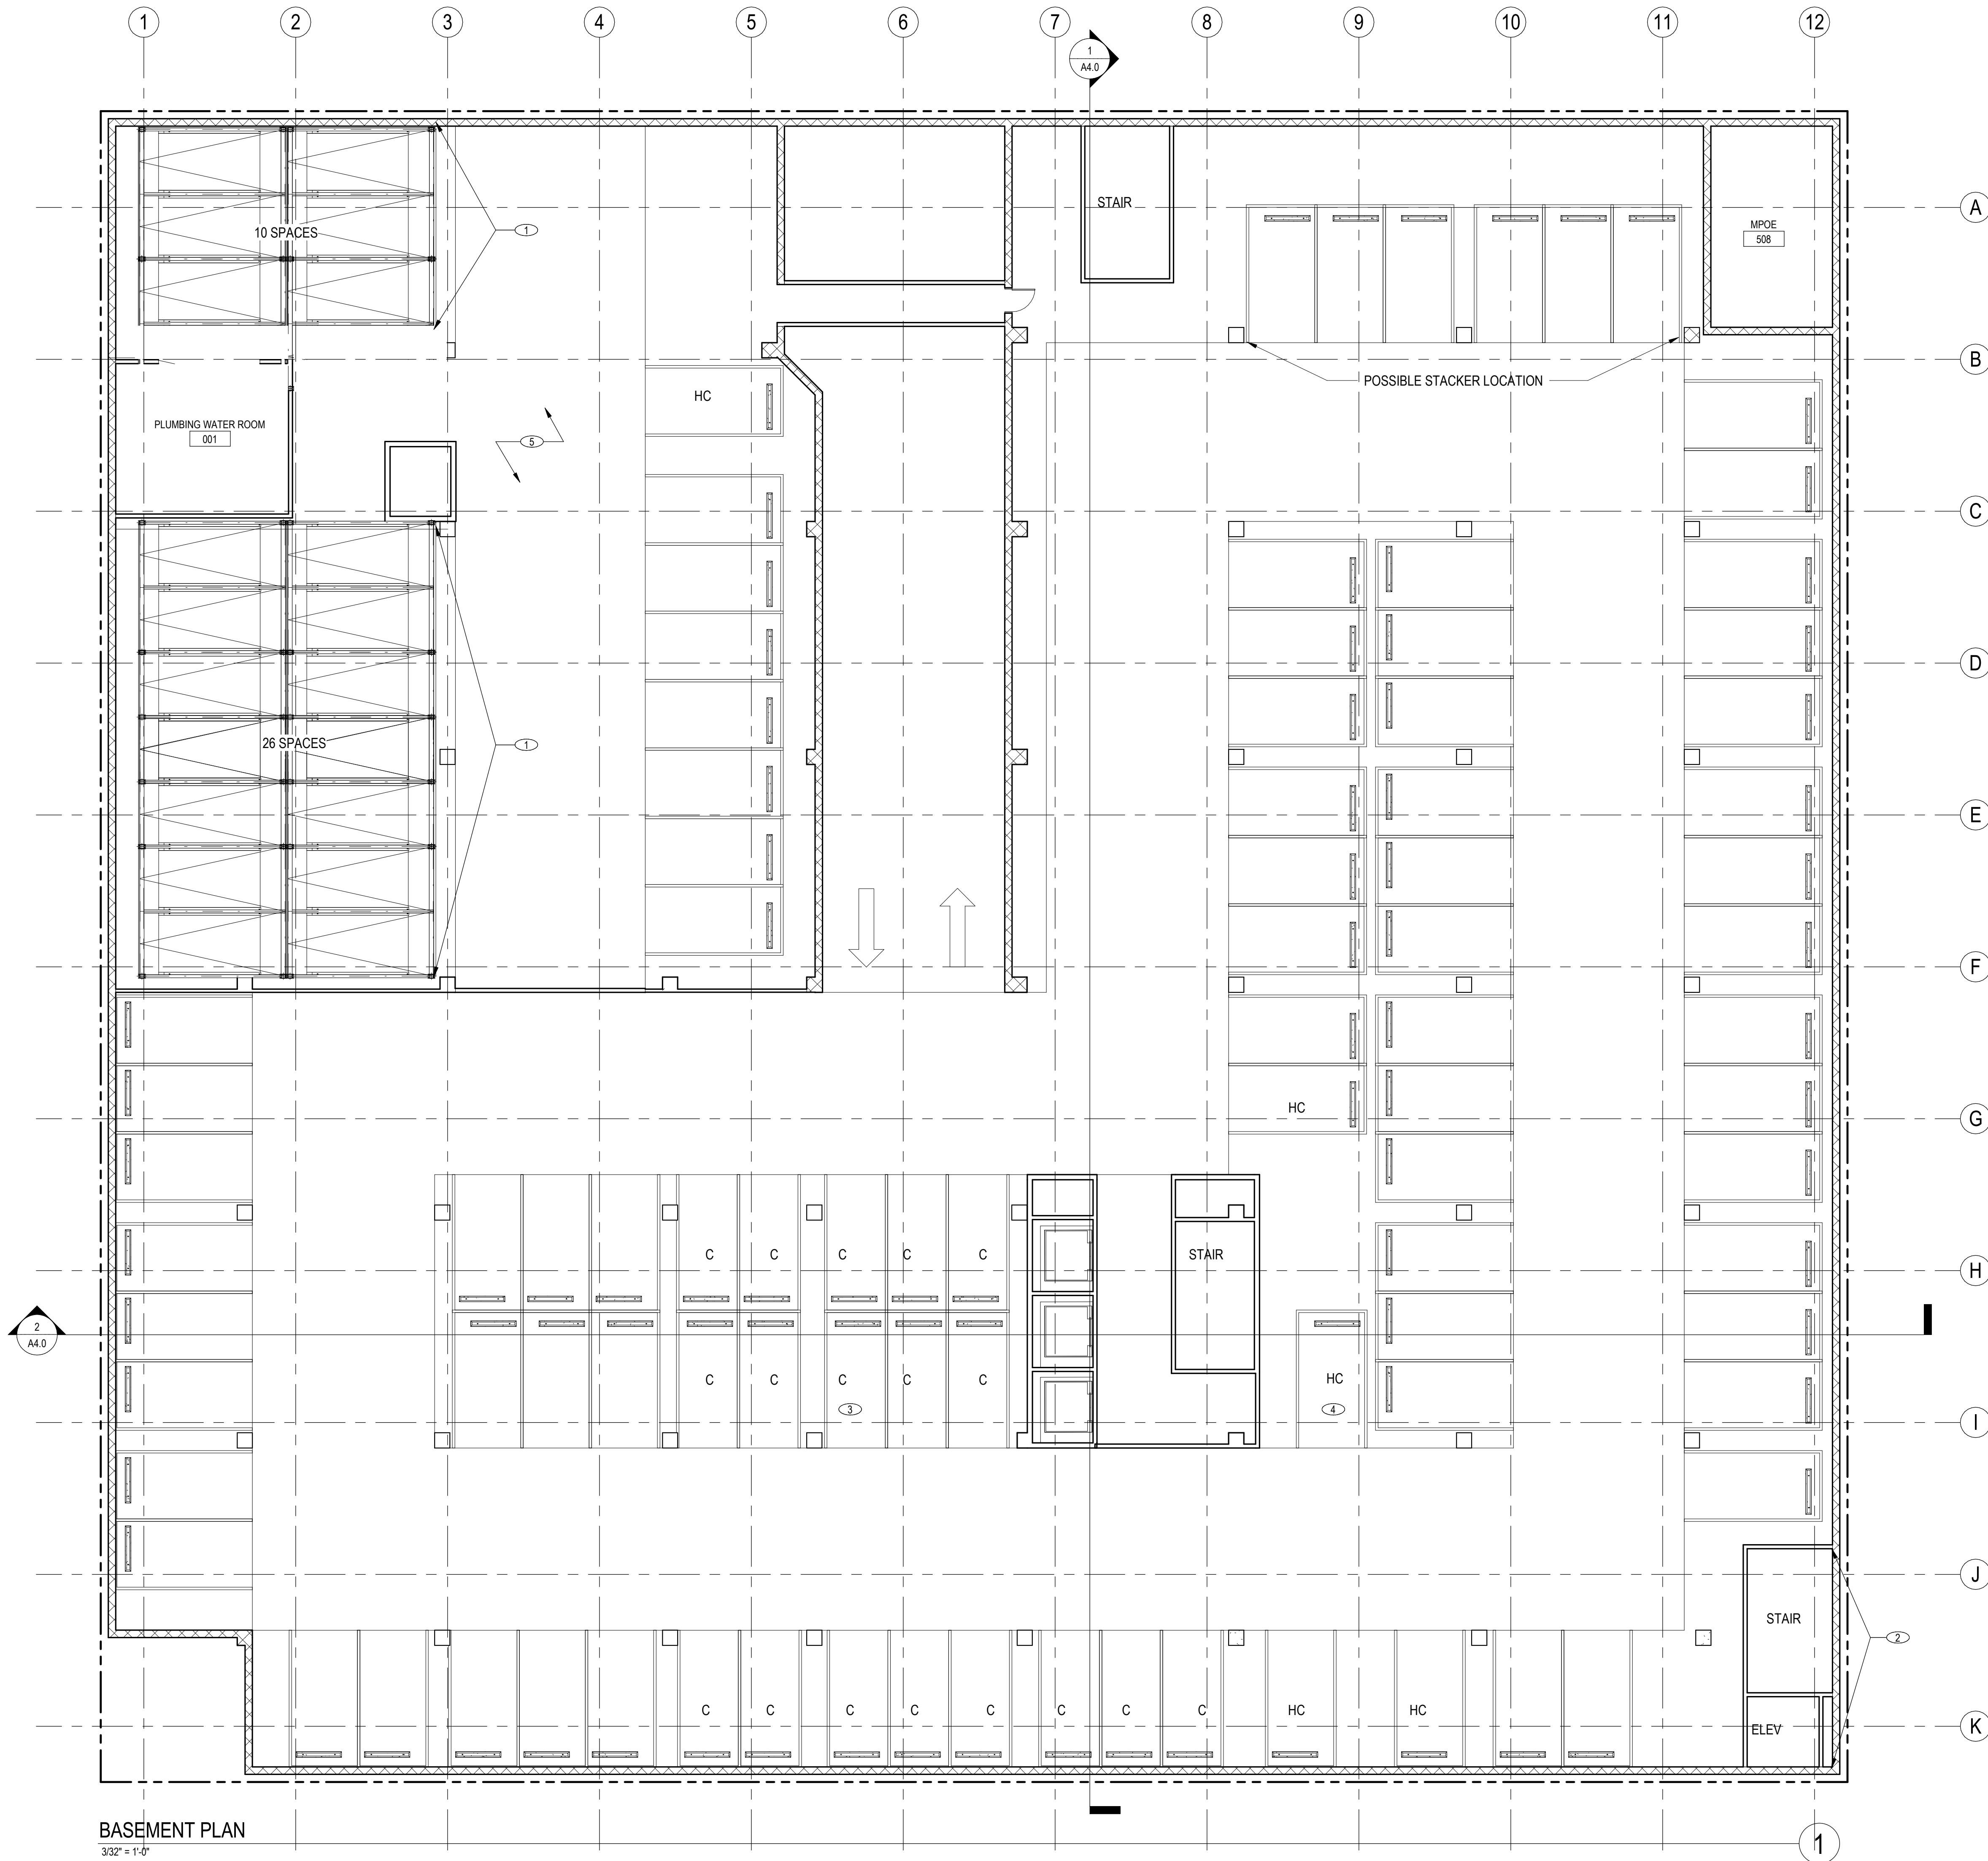 1 2 3 4 5 6 7 8 9 10 11 12
1
A4.0
A
STAIR
MPOE
508
10 SPACES
1
B
POSSIBLE STACKER LOCATION
HC
PLUMBING WATER ROOM
001
5
C
D
26 SPACES
1
E
F
HC
G
C C C C C
STAIR
H
2
A4.0
C C C C C
HC
3
4
I
J
STAIR
2
C C C C C C C C HC HC
ELEV
K
BASEMENT PLAN
3/32" = 1'-0"
1